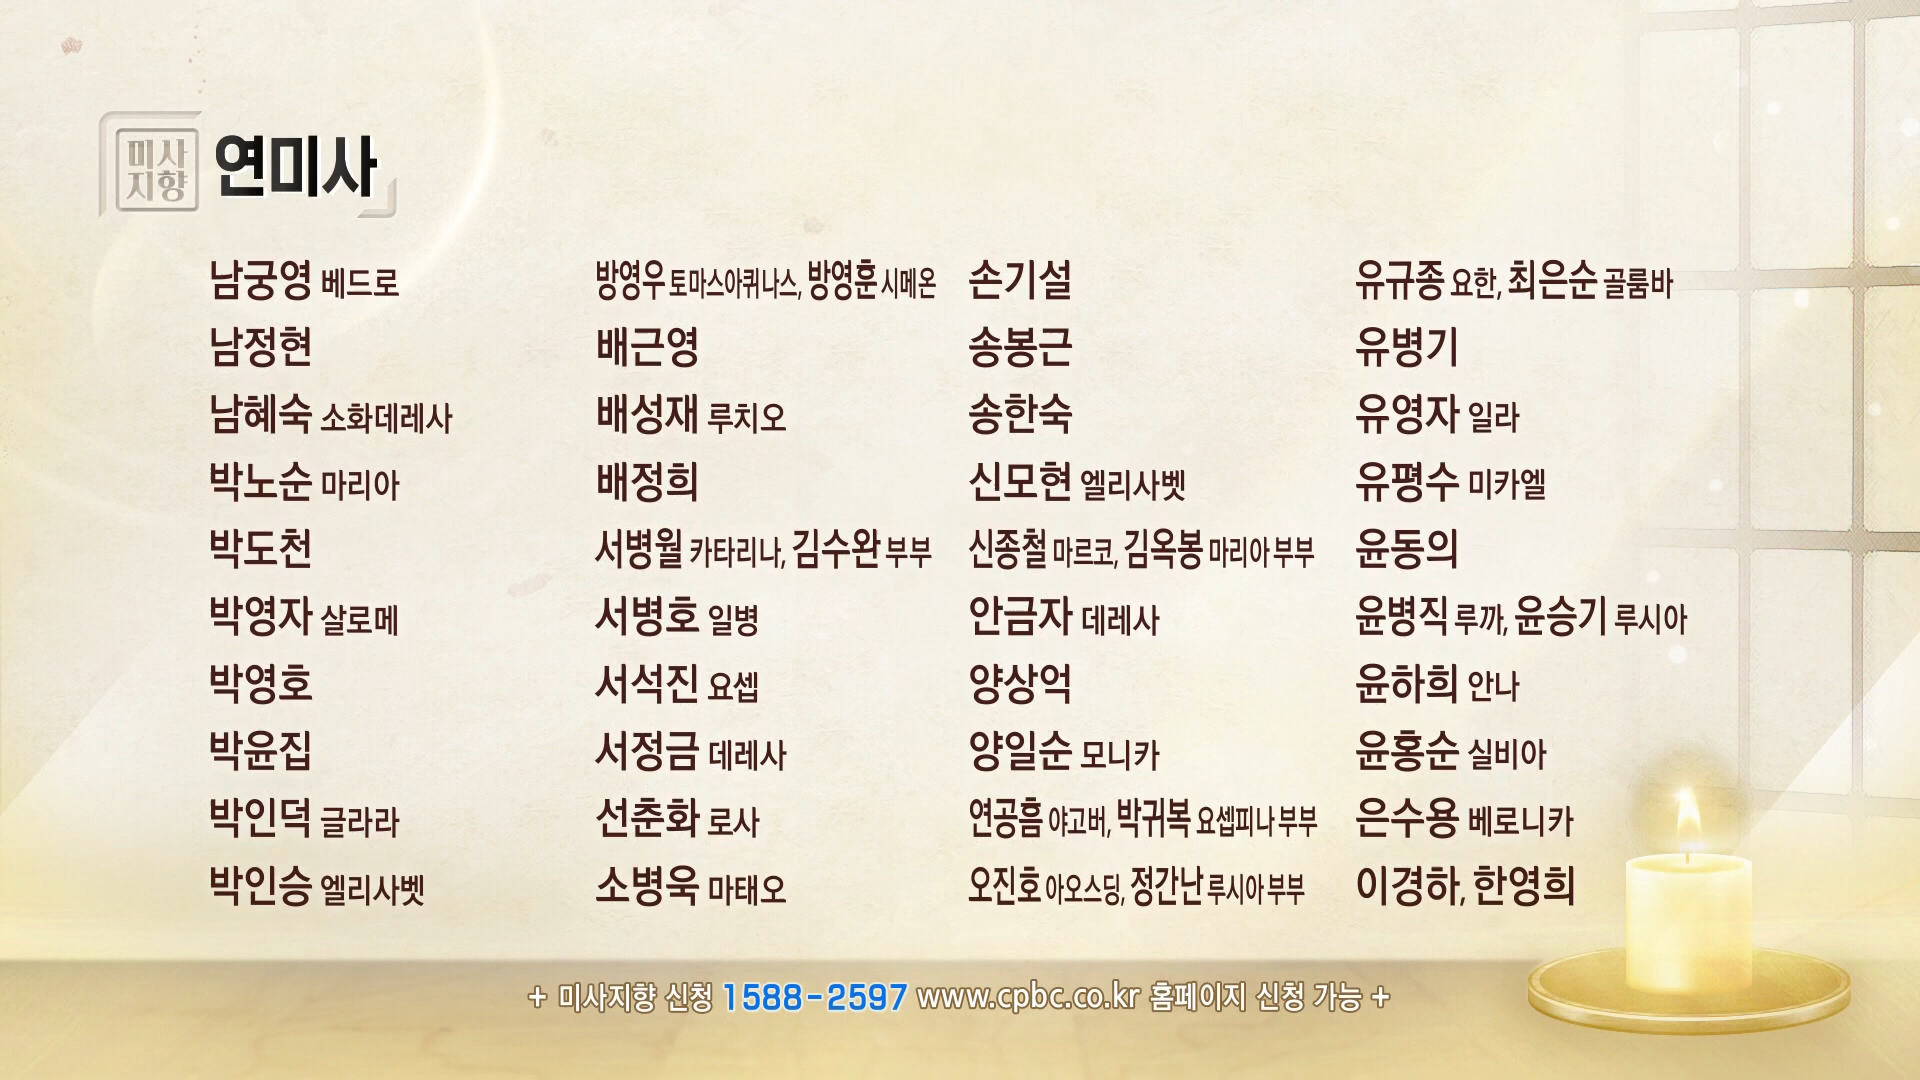 미사
지향
연미사
남궁영 베드로
남정현
남혜숙 소화데레사
박노순 마리아
박도천
박영자 살로메
박영호
박윤집
박인덕 글라라
박인승 엘리사벳
방영우 토마스아퀴나스, 방영훈 시메온
배근영
배성재 루치오
배정희
서병월 카타리나, 김수완 부부
서병호 일병
서석진 요셉
서정금 데레사
선춘화 로사
소병욱 마태오
손기설
송봉근
송한숙
신모현 엘리사벳
신종철 마르코, 김옥봉 마리아 부부
안금자 데레사
양상억
양일순 모니카
연공흠 야고버, 박귀복 요셉피나 부부
오진호 아오스딩, 정간난 루시아 부부
유규종 요한, 최은순 골룸바
유병기
유영자 일라
유평수 미카엘
윤동의
윤병직 루까, 윤승기 루시아
윤하희 안나
윤홍순 실비아
은수용 베로니카
이경하, 한영희
+ 미사지향 신청 1588-2597 www.cpbc.co.kr 홈페이지 신청 가능 +